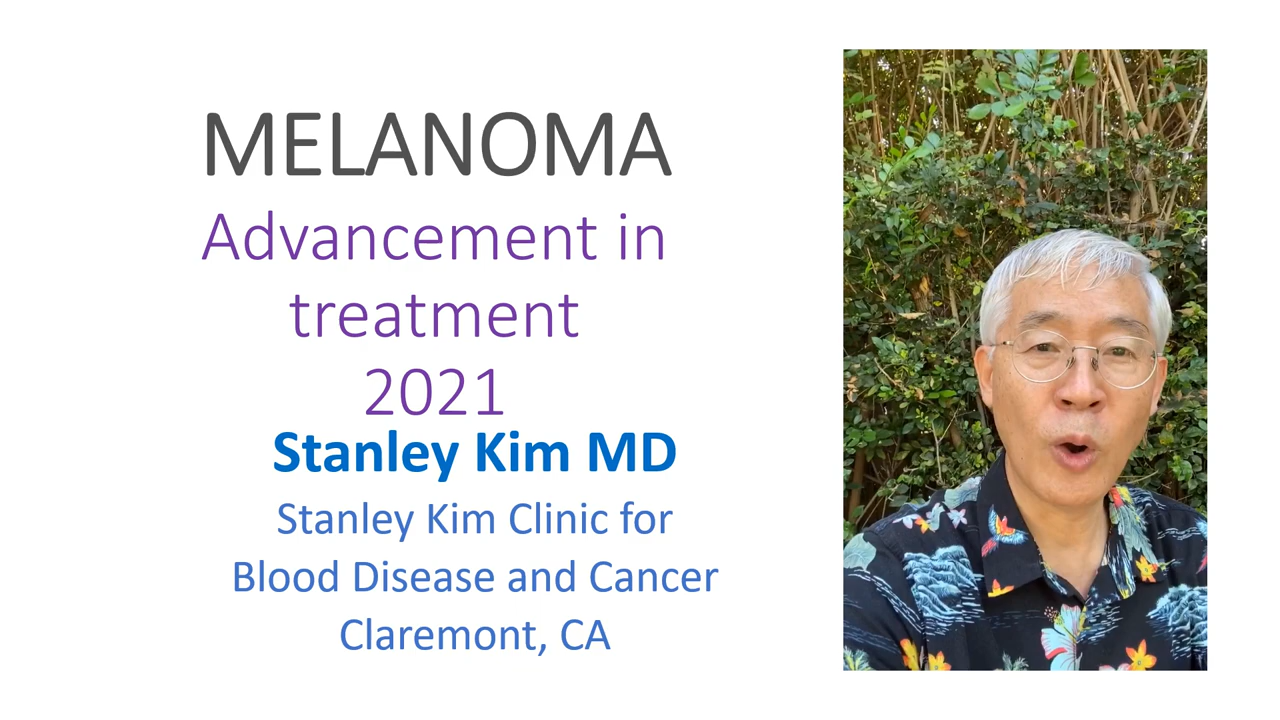 MELANOMA
Advancement in
treatment
2021
Stanley Kim MD
Stanley Kim Clinic for
Blood Disease and Cancer
Claremont, CA